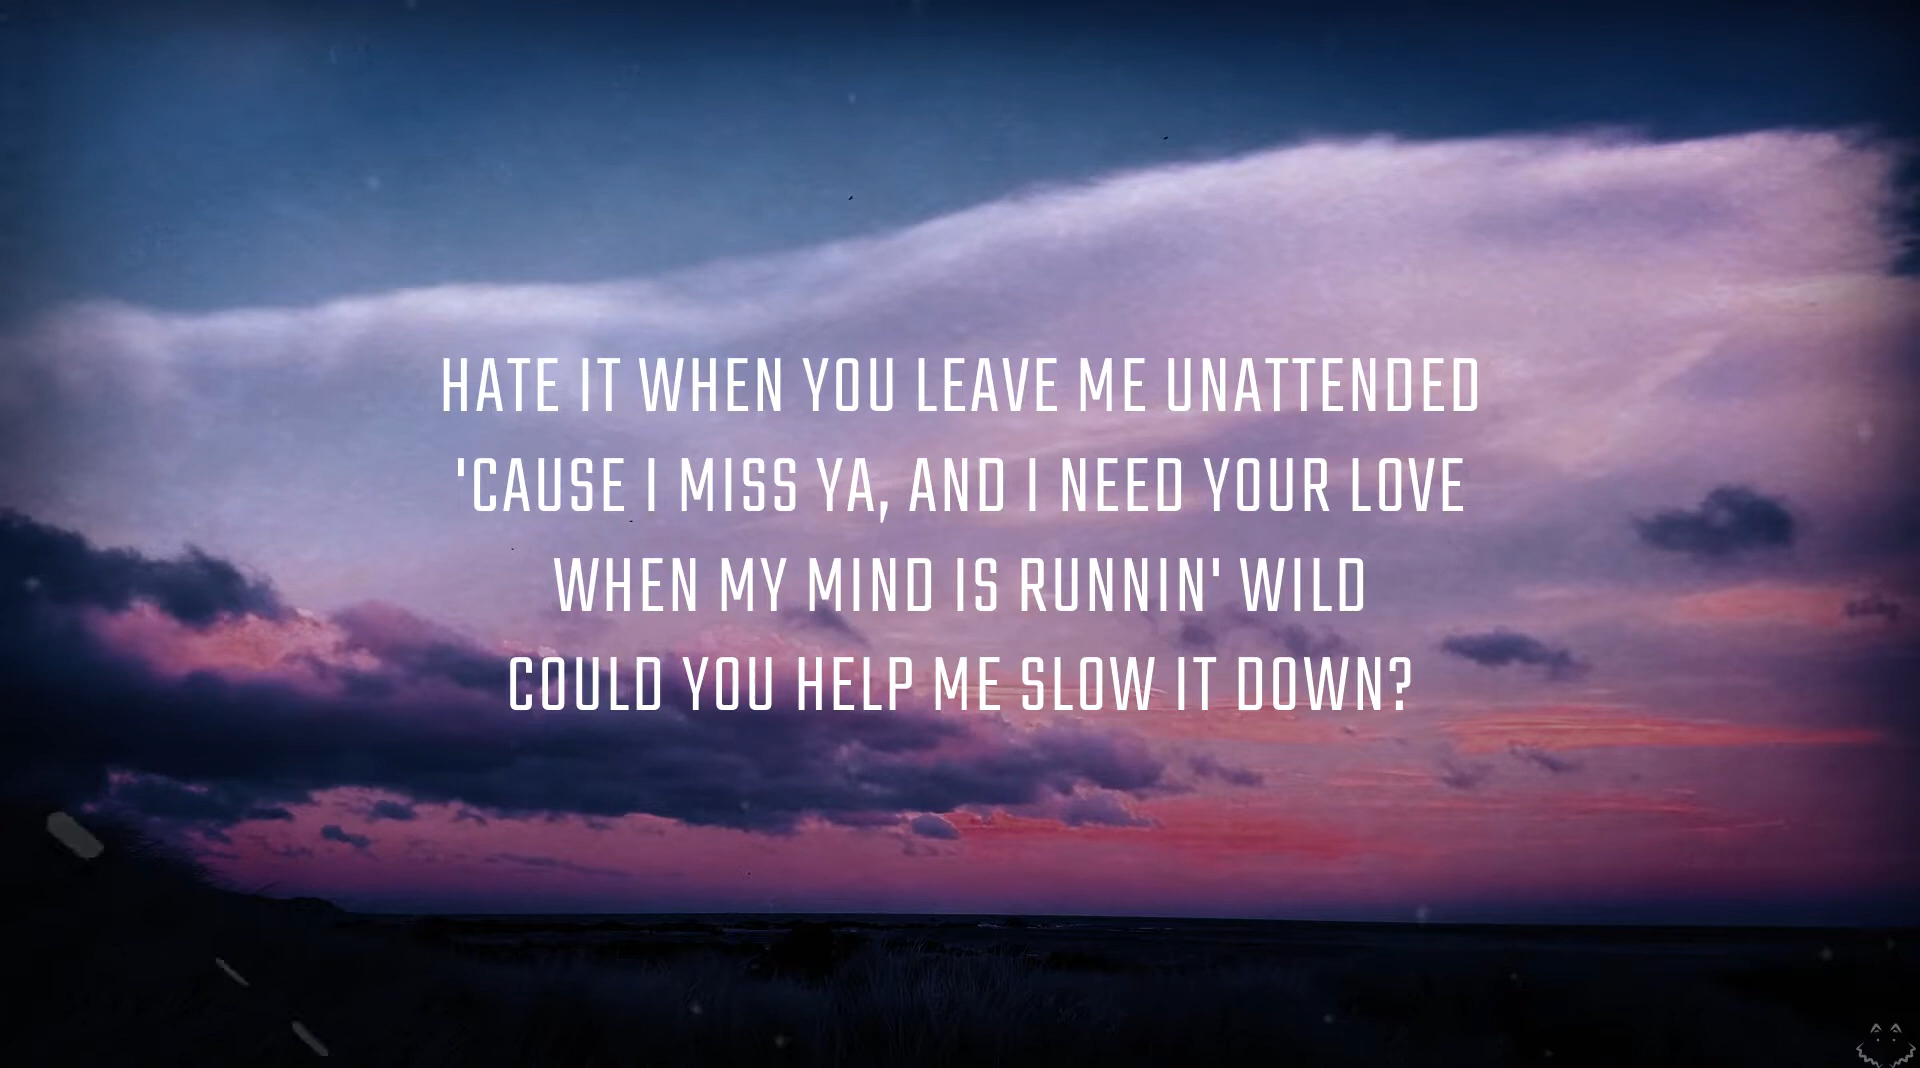 HATE IT WHEN YOU LEAVE ME UNATTENDED
'CAUSE I MISS YA, AND I NEED YOUR LOVE
WHEN MY MIND IS RUNNIN' WILD
COULD YOU HELP ME SLOW IT DOWN?